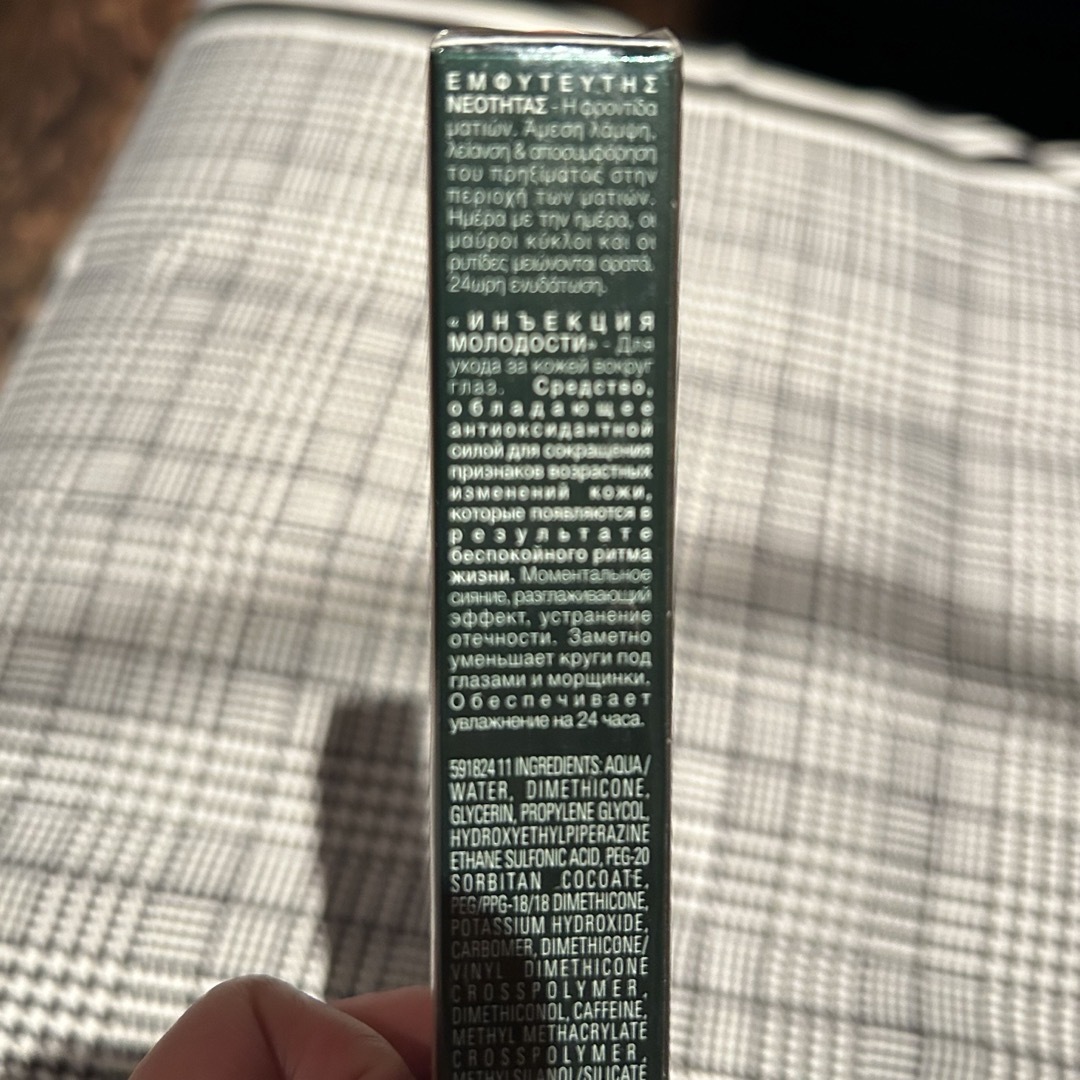 ΕΜΦΥΤΕΥΤΗΣ
ΝΕΟΤΗΤΑΣ - Η φροντίδα
ματιών. Άμεση λάμψη,
λείανση & αποσυμφόρηση
του πρηξίματος στην
περιοχή των ματιών.
Ημέρα με την ημέρα, οι
μαύροι κύκλοι και οι
ρυτίδες μειώνονται ορατά.
24ωρη ενυδάτωση.
«ИНЪЕКЦИЯ
МОЛОДОСТИ» - Для
ухода за кожей вокруг
глаз. Средство,
обладающее
антиоксидантной
силой для сокращения
признаков возрастных
изменений кожи,
которые появляются в
результате
беспокойного ритма
жизни. Моментальное
сияние, разглаживающий
эффект, устранение
отечности. Заметно
уменьшает круги под
глазами и морщинки.
Обеспечивает
увлажнение на 24 часа.
591824 11 INGREDIENTS: AQUA/
WATER, DIMETHICONE,
GLYCERIN, PROPYLENE GLYCOL,
HYDROXYETHYLPIPERAZINE
ETHANE SULFONIC ACID, PEG-20
SORBITAN COCOATE,
PEG/PPG-18/18 DIMETHICONE,
POTASSIUM HYDROXIDE,
CARBOMER, DIMETHICONE/
VINYL DIMETHICONE
CROSSPOLYMER,
DIMETHICONOL, CAFFEINE,
METHYL METHACRYLATE
CROSSPOLYMER,
METHYLSILANOL/SILICATE